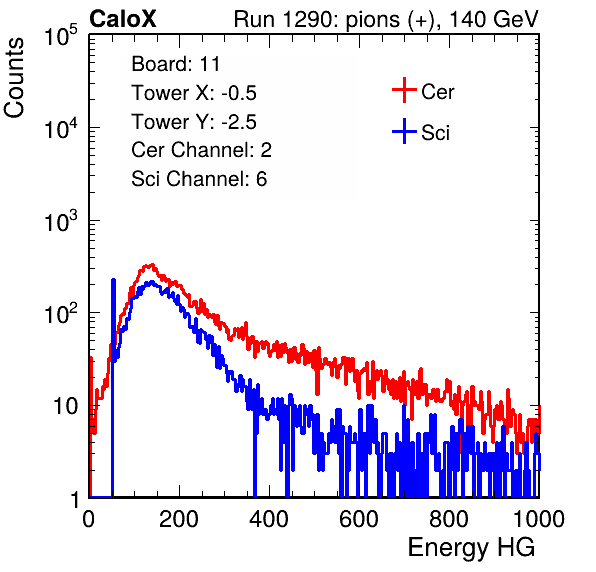 CaloX Run 1290: pions (+), 140 GeV
Counts
Board: 11
Tower X: -0.5
Tower Y: -2.5
Cer Channel: 2
Sci Channel: 6
Cer
Sci
10^5
10^4
10^3
10^2
10
1
0 200 400 600 800 1000
Energy HG